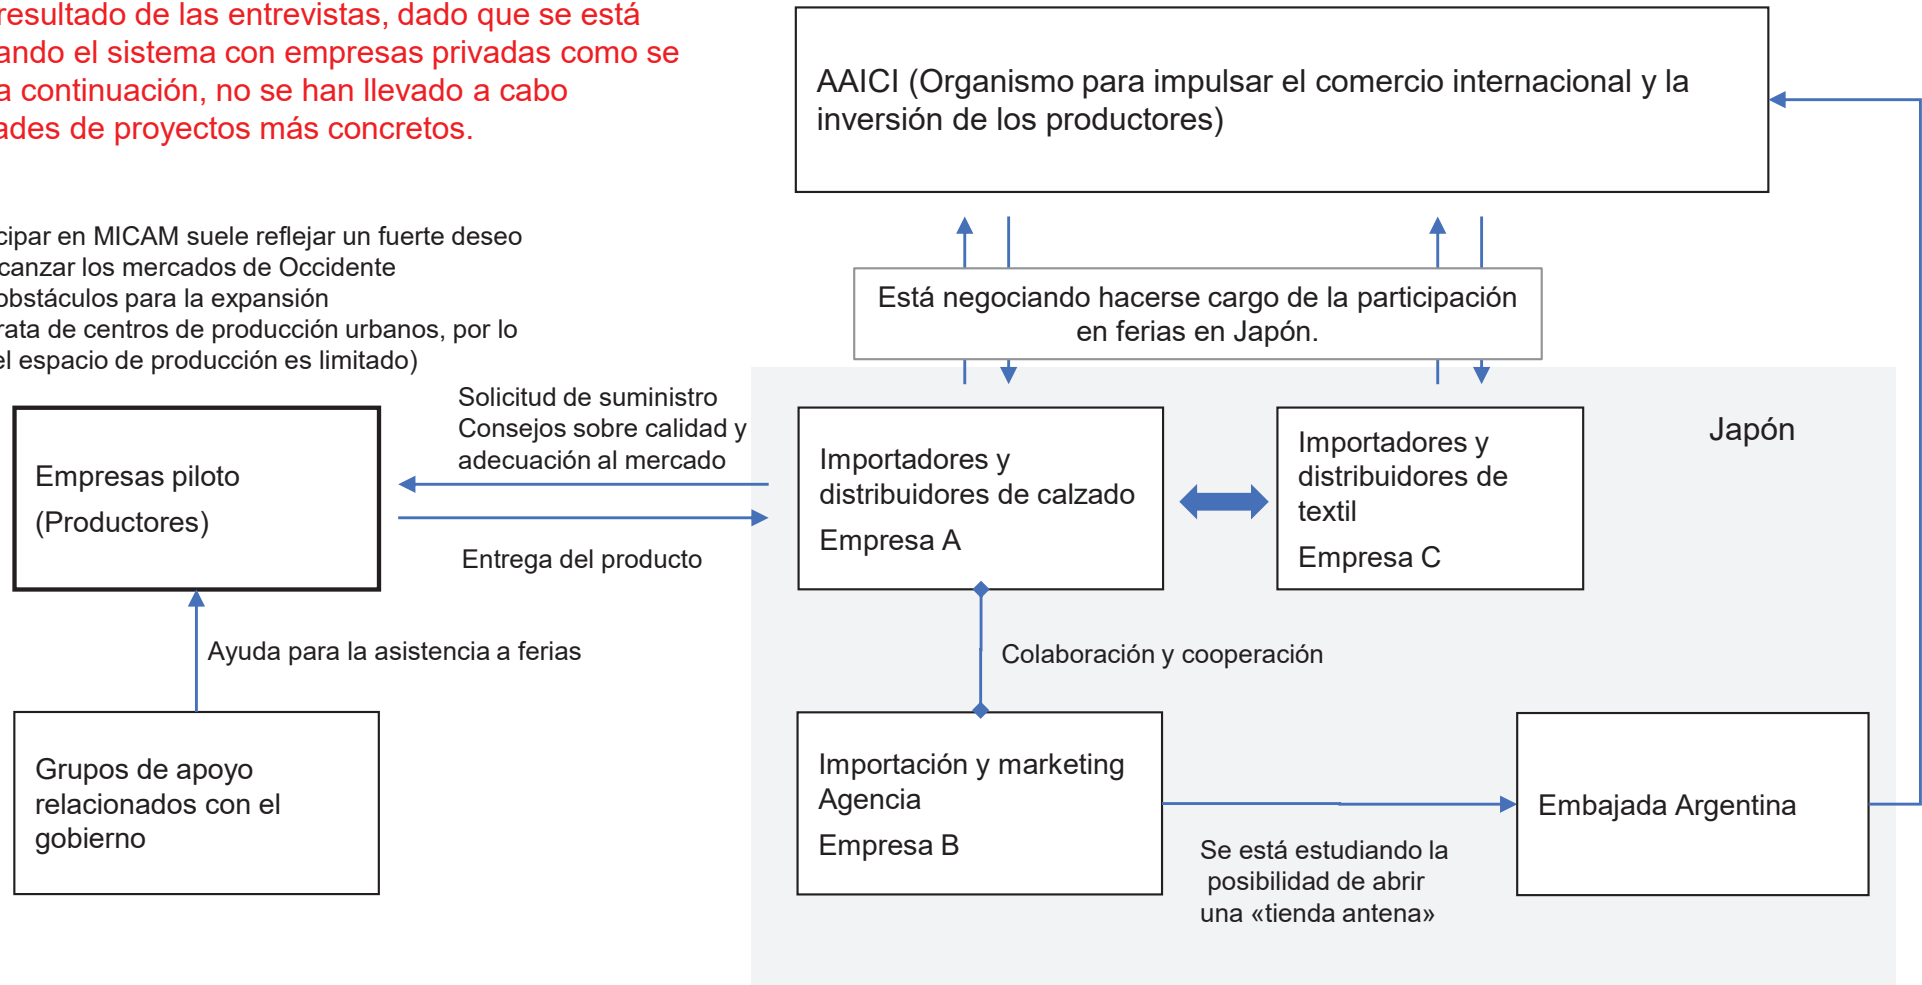 resultado de las entrevistas, dado que se está
ando el sistema con empresas privadas como se
a continuación, no se han llevado a cabo
ades de proyectos más concretos.
cipar en MICAM suele reflejar un fuerte deseo
canzar los mercados de Occidente
obstáculos para la expansión
rata de centros de producción urbanos, por lo
el espacio de producción es limitado)
AAICI (Organismo para impulsar el comercio internacional y la
inversión de los productores)
Está negociando hacerse cargo de la participación
en ferias en Japón.
Solicitud de suministro
Consejos sobre calidad y
adecuación al mercado
Empresas piloto
(Productores)
Entrega del producto
Importadores y
distribuidores de calzado
Empresa A
Importadores y
distribuidores de
textil
Empresa C
Japón
Ayuda para la asistencia a ferias
Colaboración y cooperación
Grupos de apoyo
relacionados con el
gobierno
Importación y marketing
Agencia
Empresa B
Se está estudiando la
posibilidad de abrir
una «tienda antena»
Embajada Argentina